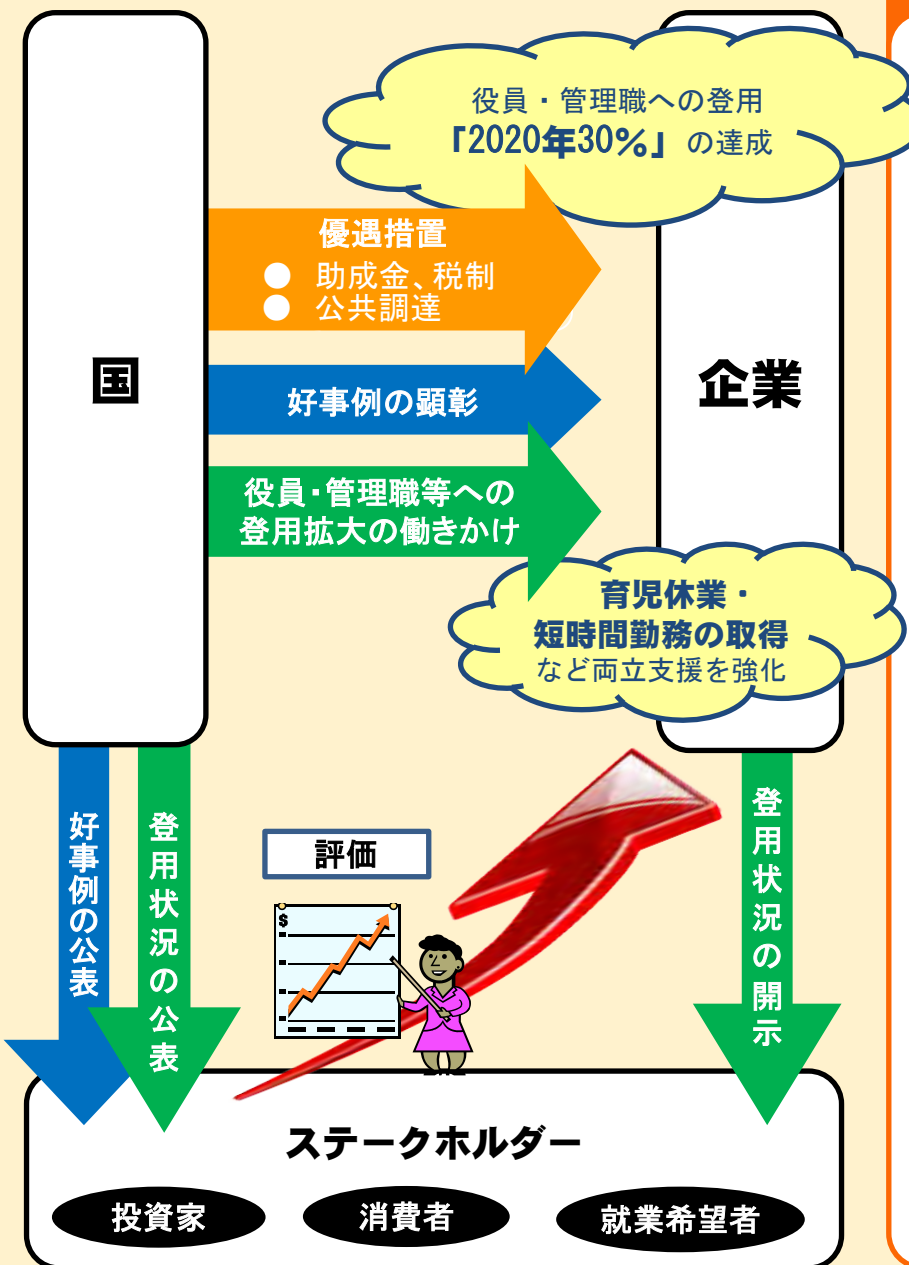 役員・管理職への登用
「2020年30％」の達成
優遇措置
● 助成金、税制
● 公共調達
国
企業
好事例の顕彰
役員・管理職等への
登用拡大の働きかけ
育児休業・
短時間勤務の取得
など両立支援を強化
好事例の公表
登用状況の公表
評価
$
登用状況の開示
ステークホルダー
投資家
消費者
就業希望者